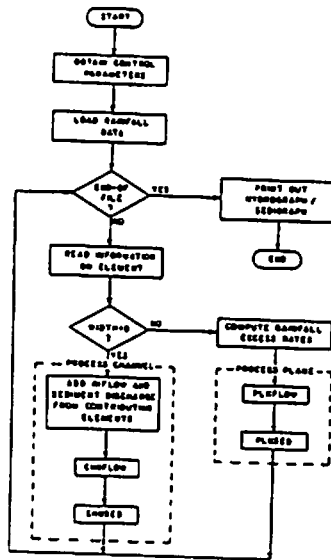 START
OBTAIN CONTROL
PARAMETERS
LOAD RAINFALL
DATA
END-OF
FILE
?
YES
NO
PRINT OUT
HYDROGRAPH /
SEDIGRAPH
END
READ INFORMATION
ON ELEMENT
WIDTH=0
?
NO
YES
COMPUTE RAINFALL
EXCESS RATES
PROCESS CHANNEL
ADD INFLOW AND
SEDIMENT DISCHARGE
FROM CONTRIBUTING
ELEMENTS
PROCESS PLANE
PLNFLOW
PLNSED
CHNFLOW
CHNSED